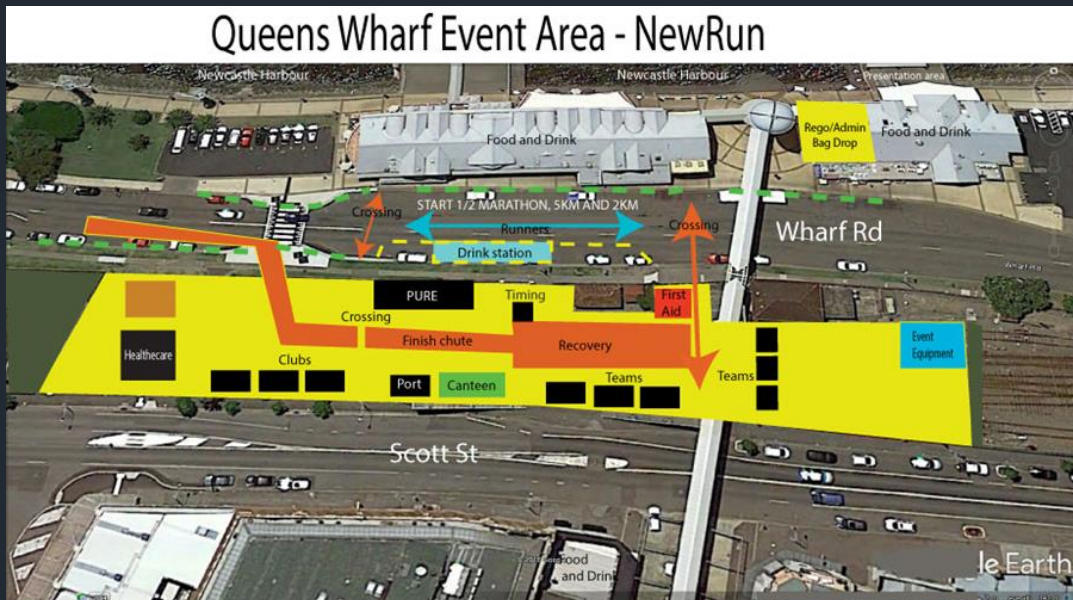 Queens Wharf Event Area - NewRun
Newcastle Harbour
Newcastle Harbour
Presentation area
Food and Drink
Rego/Admin
Bag Drop
Food and Drink
START 1/2 MARATHON, 5KM AND 2KM
Crossing
Runners
Crossing
Wharf Rd
Drink station
PURE
Timing
First
Aid
Crossing
Healthecare
Finish chute
Recovery
Event
Equipment
Clubs
Port
Canteen
Teams
Teams
Scott St
Food
and Drink
le Earth